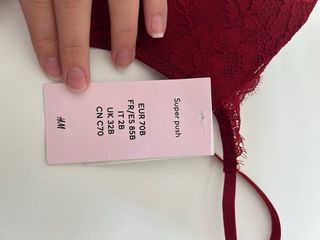 Super push
EUR 70B
FR/ES 85B
IT 2B
UK 32B
CN C70
H&M